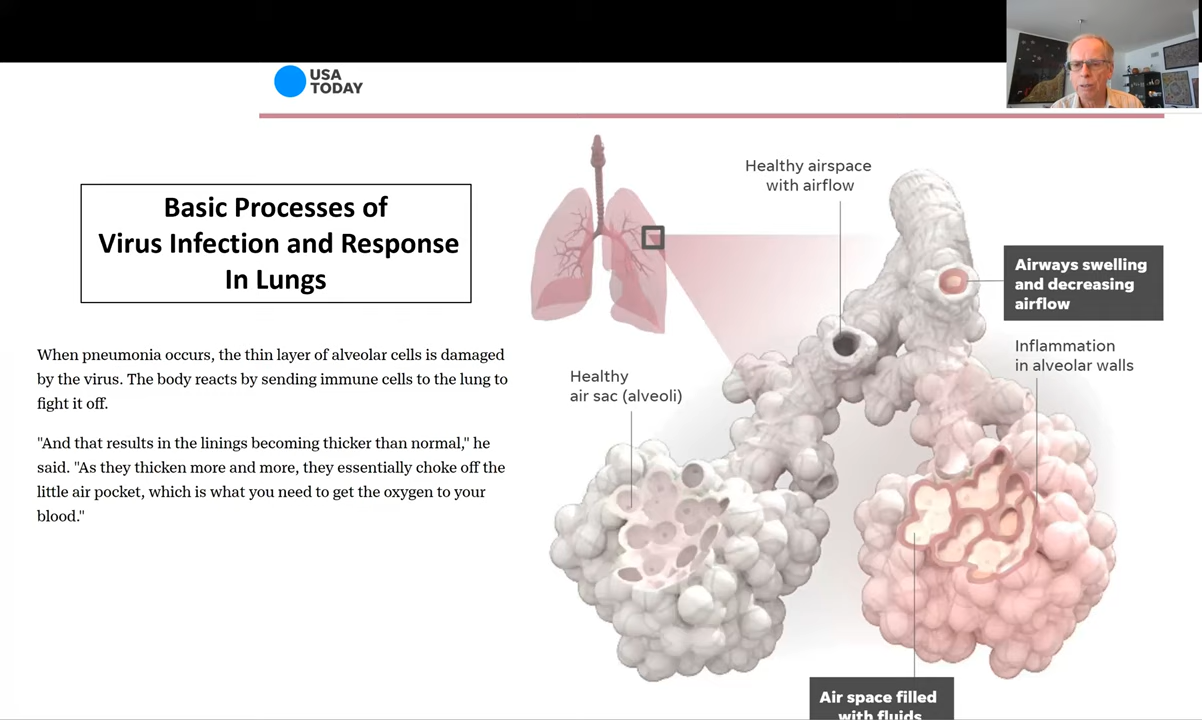 USA
TODAY
Basic Processes of
Virus Infection and Response
In Lungs
When pneumonia occurs, the thin layer of alveolar cells is damaged
by the virus. The body reacts by sending immune cells to the lung to
fight it off.
"And that results in the linings becoming thicker than normal," he
said. "As they thicken more and more, they essentially choke off the
little air pocket, which is what you need to get the oxygen to your
blood."
Healthy airspace
with airflow
Airways swelling
and decreasing
airflow
Inflammation
in alveolar walls
Healthy
air sac (alveoli)
Air space filled
with fluids